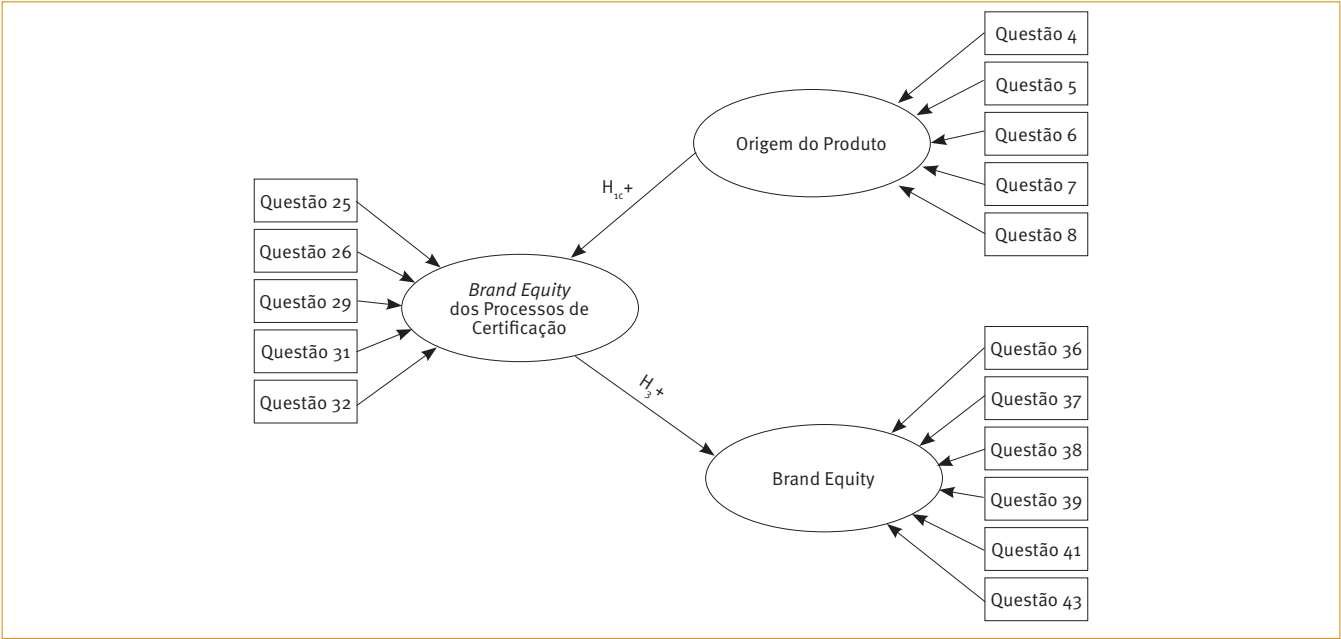 Questão 4
Questão 5
Origem do Produto
Questão 6
Questão 7
Questão 8
H1c+
Questão 25
Questão 26
Questão 29
Questão 31
Questão 32
Brand Equity
dos Processos de
Certificação
H3+
Questão 36
Questão 37
Questão 38
Brand Equity
Questão 39
Questão 41
Questão 43